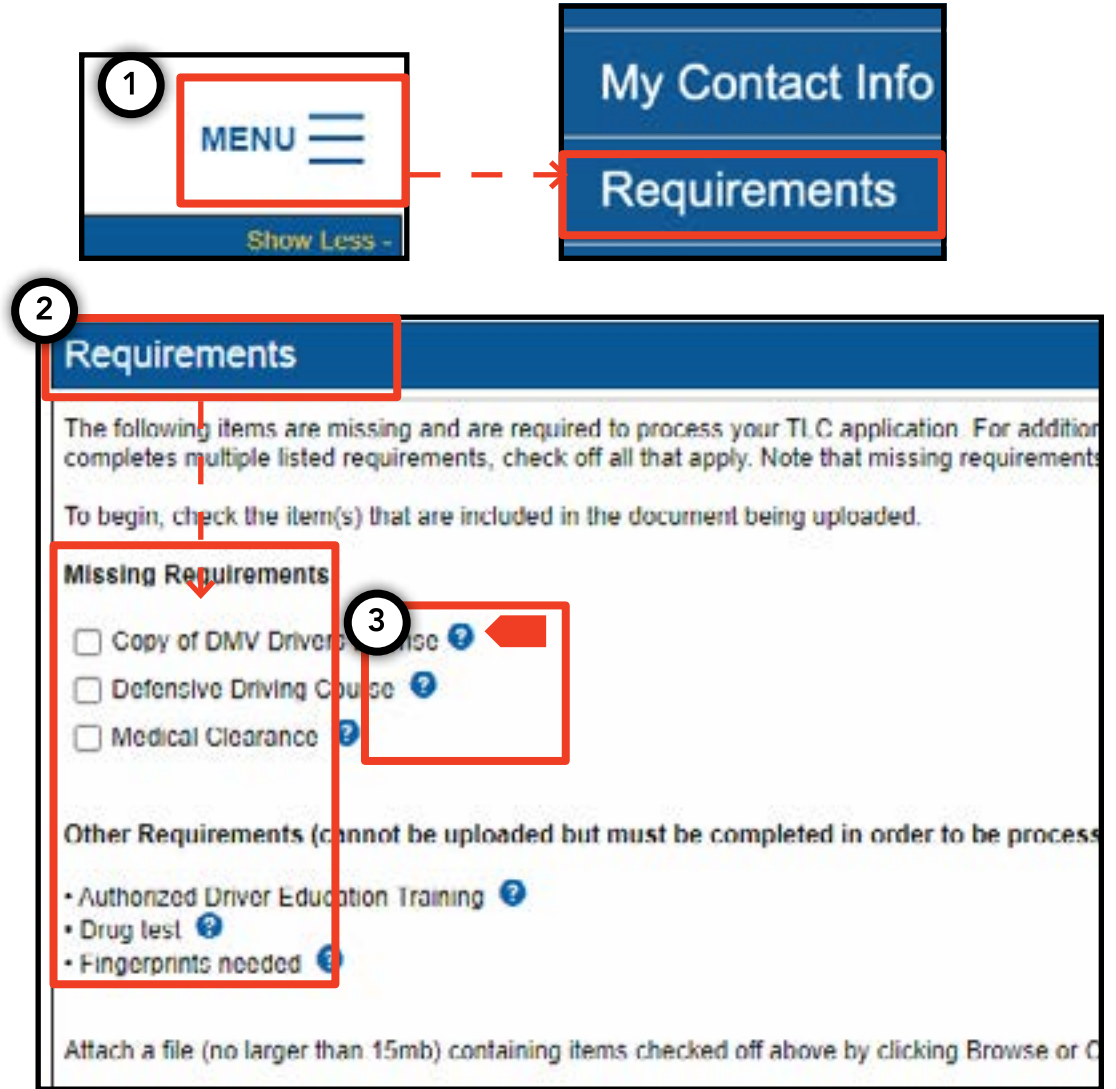 1
MENU
Show Less -
My Contact Info
Requirements
2
Requirements
The following items are missing and are required to process your TLC application. For addition
completes multiple listed requirements, check off all that apply. Note that missing requirements
To begin, check the item(s) that are included in the document being uploaded.
Missing Requirements
3
Copy of DMV Drivers nse ?
Defensive Driving Course ?
Medical Clearance ?
Other Requirements (cannot be uploaded but must be completed in order to be process
• Authorized Driver Education Training ?
• Drug test ?
• Fingerprints needed ?
Attach a file (no larger than 15mb) containing items checked off above by clicking Browse or C